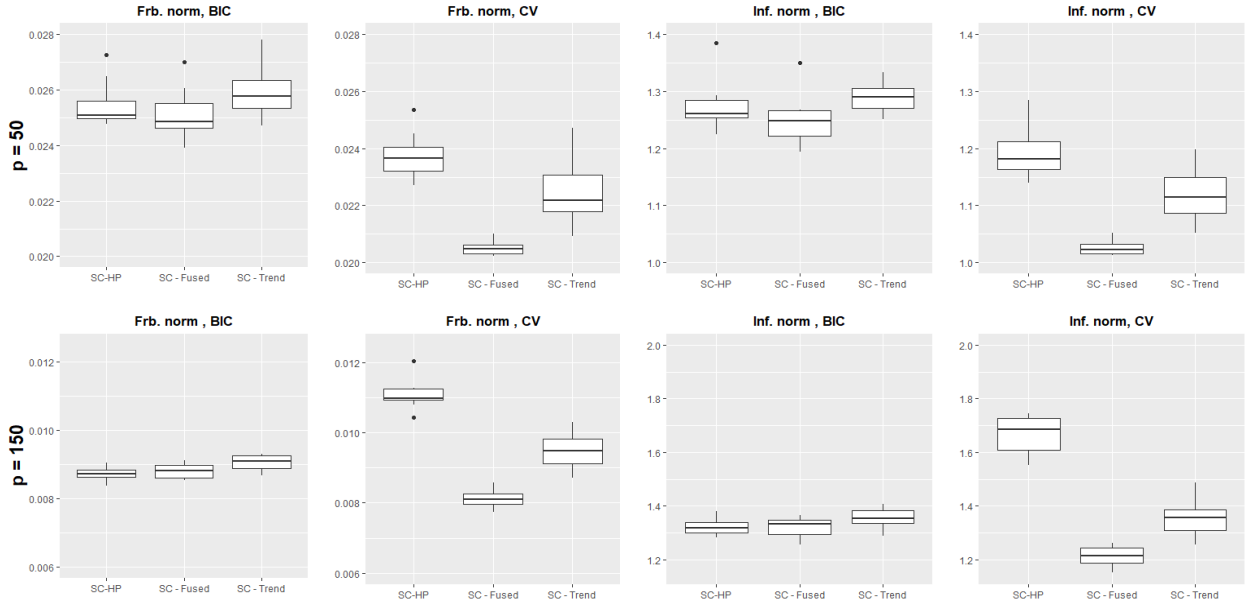 Frb. norm, BIC
Frb. norm, CV
Inf. norm , BIC
Inf. norm , CV
p = 50
0.028
0.026
0.024
0.022
0.020
SC-HP
SC - Fused
SC - Trend
0.028
0.026
0.024
0.022
0.020
SC-HP
SC - Fused
SC - Trend
1.4
1.3
1.2
1.1
1.0
SC-HP
SC - Fused
SC - Trend
1.4
1.3
1.2
1.1
1.0
SC-HP
SC - Fused
SC - Trend
Frb. norm , BIC
Frb. norm , CV
Inf. norm , BIC
Inf. norm, CV
p = 150
0.012
0.010
0.008
0.006
SC-HP
SC - Fused
SC - Trend
0.012
0.010
0.008
0.006
SC-HP
SC - Fused
SC - Trend
2.0
1.8
1.6
1.4
1.2
SC-HP
SC - Fused
SC - Trend
2.0
1.8
1.6
1.4
1.2
SC-HP
SC - Fused
SC - Trend